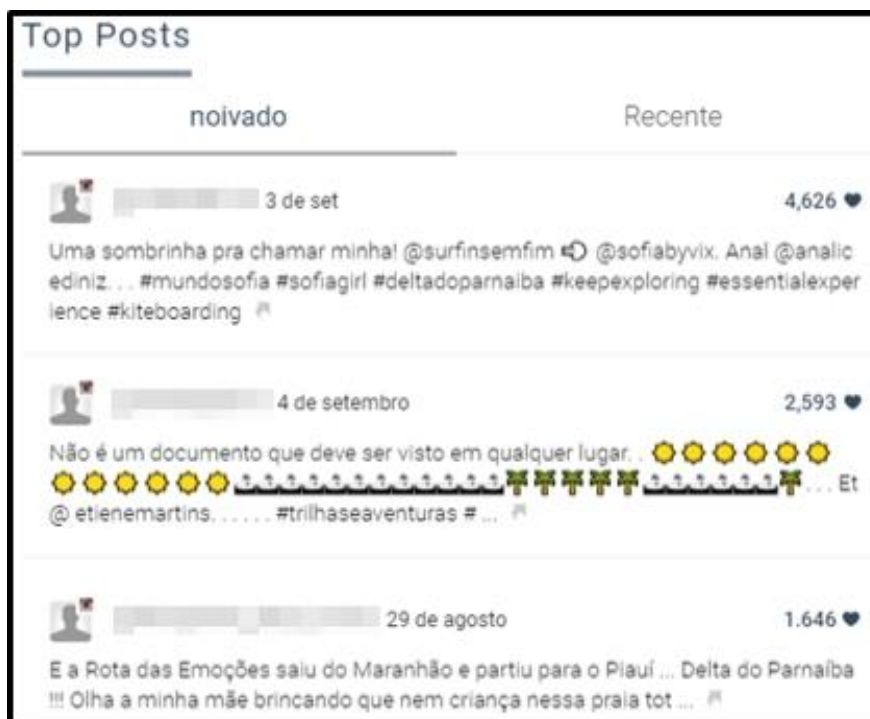 Top Posts
noivado
Recente
3 de set
4,626
Uma sombrinha pra chamar minha! @surfinsemfim @sofiabyvix. Anal @analic
ediniz. . . #mundosofia #sofiagirl #deltadoparnaiba #keepexploring #essentialexper
ience #kiteboarding
4 de setembro
2,593
Não é um documento que deve ser visto em qualquer lugar. .
. . . Et
@ etienemartins. . . . . . #trilhaseaventuras # ...
29 de agosto
1.646
E a Rota das Emoções saiu do Maranhão e partiu para o Piauí ... Delta do Parnaíba
!!! Olha a minha mãe brincando que nem criança nessa praia tot ...